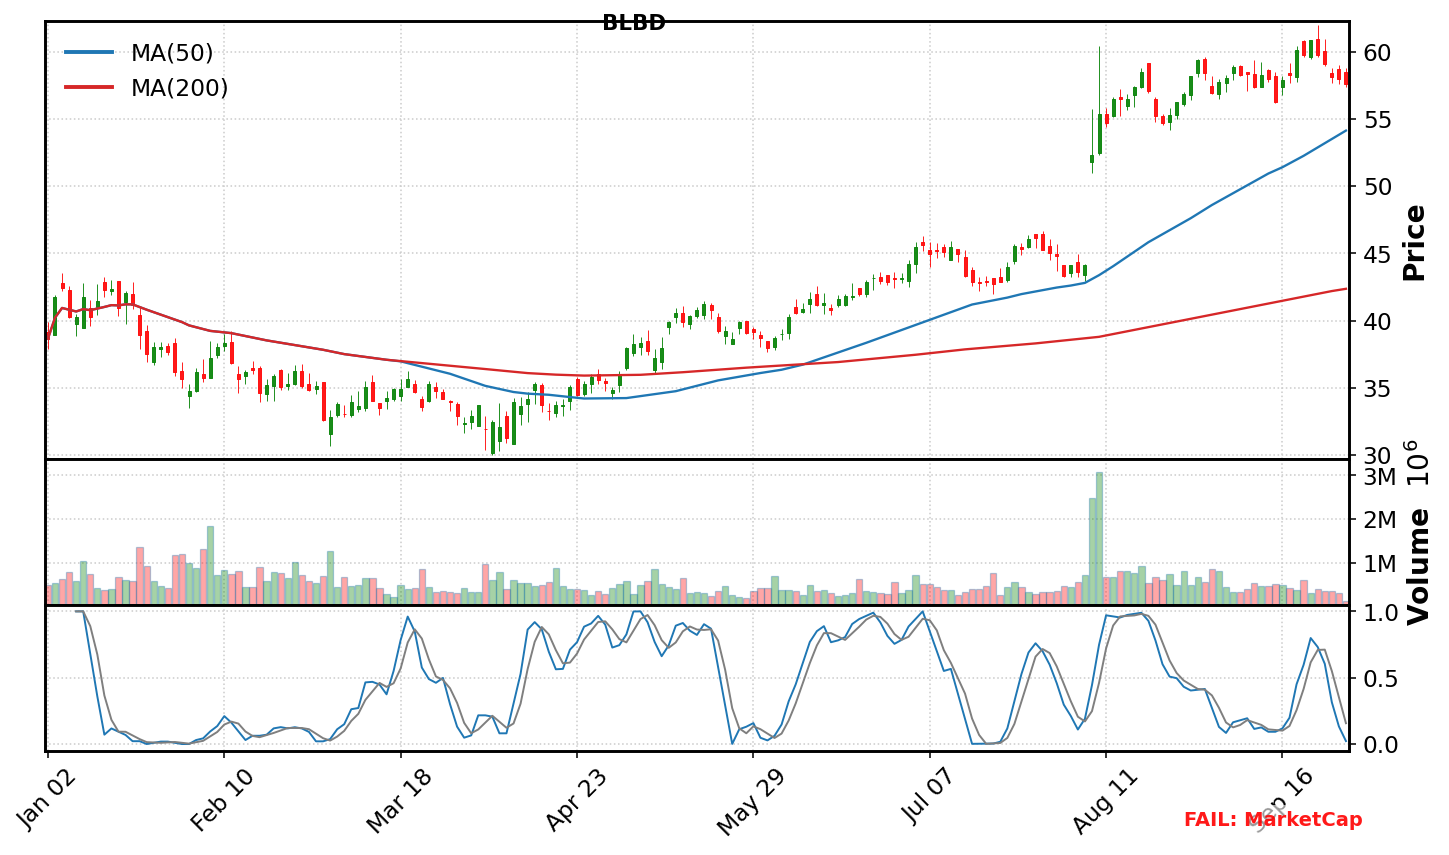 BLBD
MA(50)
MA(200)
60
55
50
45
40
35
30
Price
3M
2M
1M
Volume 10^6
1.0
0.5
0.0
Jan 02
Feb 10
Mar 18
Apr 23
May 29
Jul 07
Aug 11
Sep 16
FAIL: MarketCap